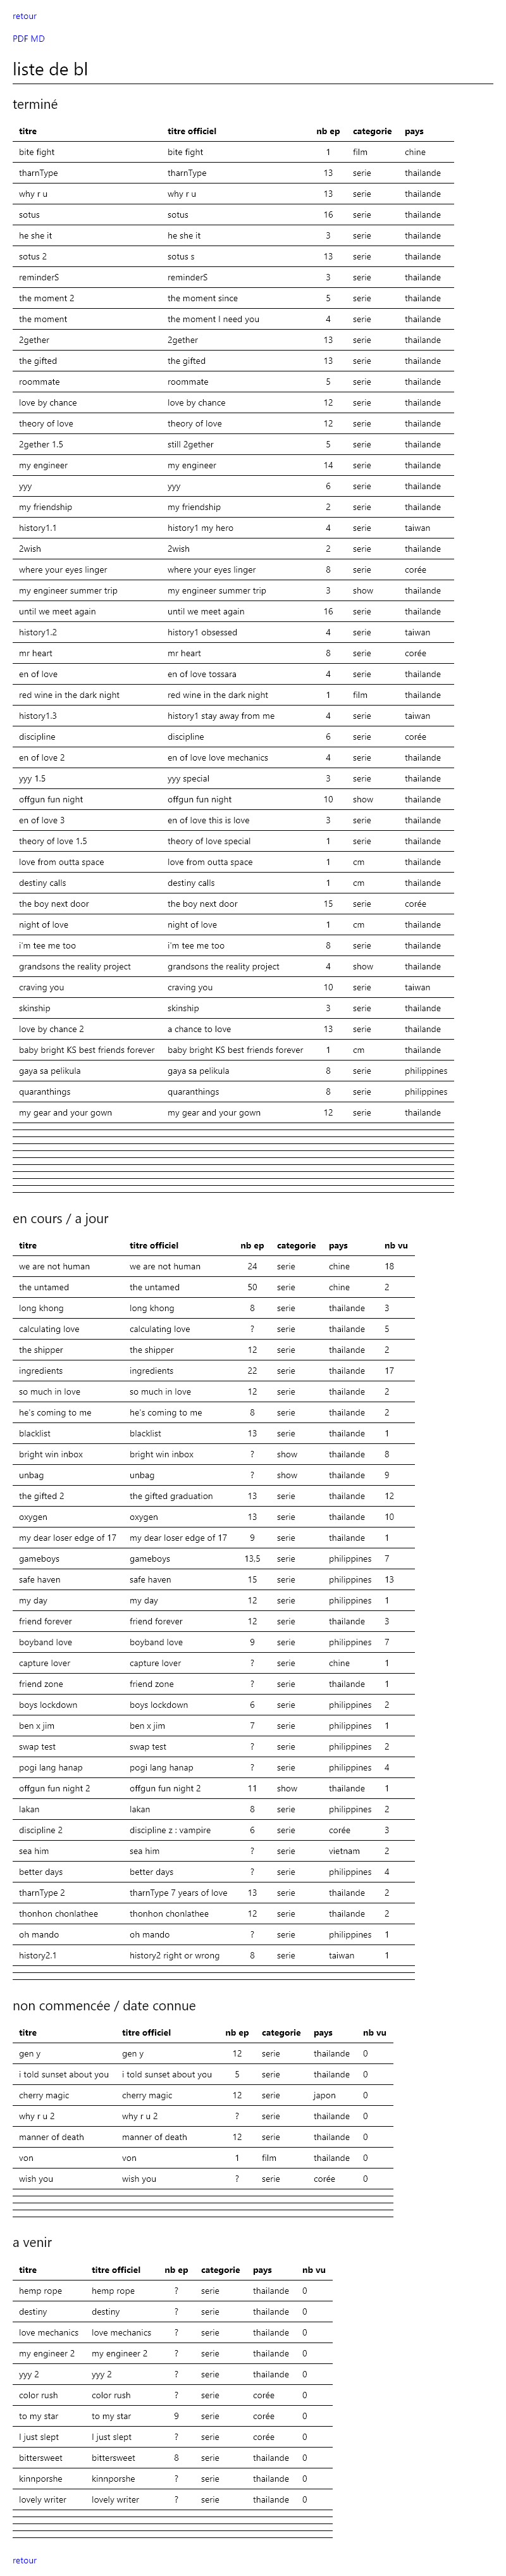 retour
PDF MD
liste de bl
terminé
titre titre officiel nb ep categorie pays
bite fight bite fight 1 film chine
tharnType tharnType 13 serie thailande
why r u why r u 13 serie thailande
sotus sotus 16 serie thailande
he she it he she it 3 serie thailande
sotus 2 sotus s 13 serie thailande
reminderS reminderS 3 serie thailande
the moment 2 the moment since 5 serie thailande
the moment the moment I need you 4 serie thailande
2gether 2gether 13 serie thailande
the gifted the gifted 13 serie thailande
roommate roommate 5 serie thailande
love by chance love by chance 12 serie thailande
theory of love theory of love 12 serie thailande
2gether 1.5 still 2gether 5 serie thailande
my engineer my engineer 14 serie thailande
yyy yyy 6 serie thailande
my friendship my friendship 2 serie thailande
history1.1 history1 my hero 4 serie taiwan
2wish 2wish 2 serie thailande
where your eyes linger where your eyes linger 8 serie corée
my engineer summer trip my engineer summer trip 3 show thailande
until we meet again until we meet again 16 serie thailande
history1.2 history1 obsessed 4 serie taiwan
mr heart mr heart 8 serie corée
en of love en of love tossara 4 serie thailande
red wine in the dark night red wine in the dark night 1 film thailande
history1.3 history1 stay away from me 4 serie taiwan
discipline discipline 6 serie corée
en of love 2 en of love love mechanics 4 serie thailande
yyy 1.5 yyy special 3 serie thailande
offgun fun night offgun fun night 10 show thailande
en of love 3 en of love this is love 3 serie thailande
theory of love 1.5 theory of love special 1 serie thailande
love from outta space love from outta space 1 cm thailande
destiny calls destiny calls 1 cm thailande
the boy next door the boy next door 15 serie corée
night of love night of love 1 cm thailande
i'm tee me too i'm tee me too 8 serie thailande
grandsons the reality project grandsons the reality project 4 show thailande
craving you craving you 10 serie taiwan
skinship skinship 3 serie thailande
love by chance 2 a chance to love 13 serie thailande
baby bright KS best friends forever baby bright KS best friends forever 1 cm thailande
gaya sa pelikula gaya sa pelikula 8 serie philippines
quaranthings quaranthings 8 serie philippines
my gear and your gown my gear and your gown 12 serie thailande
en cours / a jour
titre titre officiel nb ep categorie pays nb vu
we are not human we are not human 24 serie chine 18
the untamed the untamed 50 serie chine 2
long khong long khong 8 serie thailande 3
calculating love calculating love ? serie thailande 5
the shipper the shipper 12 serie thailande 2
ingredients ingredients 22 serie thailande 17
so much in love so much in love 12 serie thailande 2
he's coming to me he's coming to me 8 serie thailande 2
blacklist blacklist 13 serie thailande 1
bright win inbox bright win inbox ? show thailande 8
unbag unbag ? show thailande 9
the gifted 2 the gifted graduation 13 serie thailande 12
oxygen oxygen 13 serie thailande 10
my dear loser edge of 17 my dear loser edge of 17 9 serie thailande 1
gameboys gameboys 13,5 serie philippines 7
safe haven safe haven 15 serie philippines 13
my day my day 12 serie philippines 1
friend forever friend forever 12 serie thailande 3
boyband love boyband love 9 serie philippines 7
capture lover capture lover ? serie chine 1
friend zone friend zone ? serie thailande 1
boys lockdown boys lockdown 6 serie philippines 2
ben x jim ben x jim 7 serie philippines 1
swap test swap test ? serie philippines 2
pogi lang hanap pogi lang hanap ? serie philippines 4
offgun fun night 2 offgun fun night 2 11 show thailande 1
lakan lakan 8 serie philippines 2
discipline 2 discipline z : vampire 6 serie corée 3
sea him sea him ? serie vietnam 2
better days better days ? serie philippines 4
tharnType 2 tharnType 7 years of love 13 serie thailande 2
thonhon chonlathee thonhon chonlathee 12 serie thailande 2
oh mando oh mando ? serie philippines 1
history2.1 history2 right or wrong 8 serie taiwan 1
non commencée / date connue
titre titre officiel nb ep categorie pays nb vu
gen y gen y 12 serie thailande 0
i told sunset about you i told sunset about you 5 serie thailande 0
cherry magic cherry magic 12 serie japon 0
why r u 2 why r u 2 ? serie thailande 0
manner of death manner of death 12 serie thailande 0
von von 1 film thailande 0
wish you wish you ? serie corée 0
a venir
titre titre officiel nb ep categorie pays nb vu
hemp rope hemp rope ? serie thailande 0
destiny destiny ? serie thailande 0
love mechanics love mechanics ? serie thailande 0
my engineer 2 my engineer 2 ? serie thailande 0
yyy 2 yyy 2 ? serie thailande 0
color rush color rush ? serie corée 0
to my star to my star 9 serie corée 0
I just slept I just slept ? serie corée 0
bittersweet bittersweet 8 serie thailande 0
kinnporshe kinnporshe ? serie thailande 0
lovely writer lovely writer ? serie thailande 0
retour